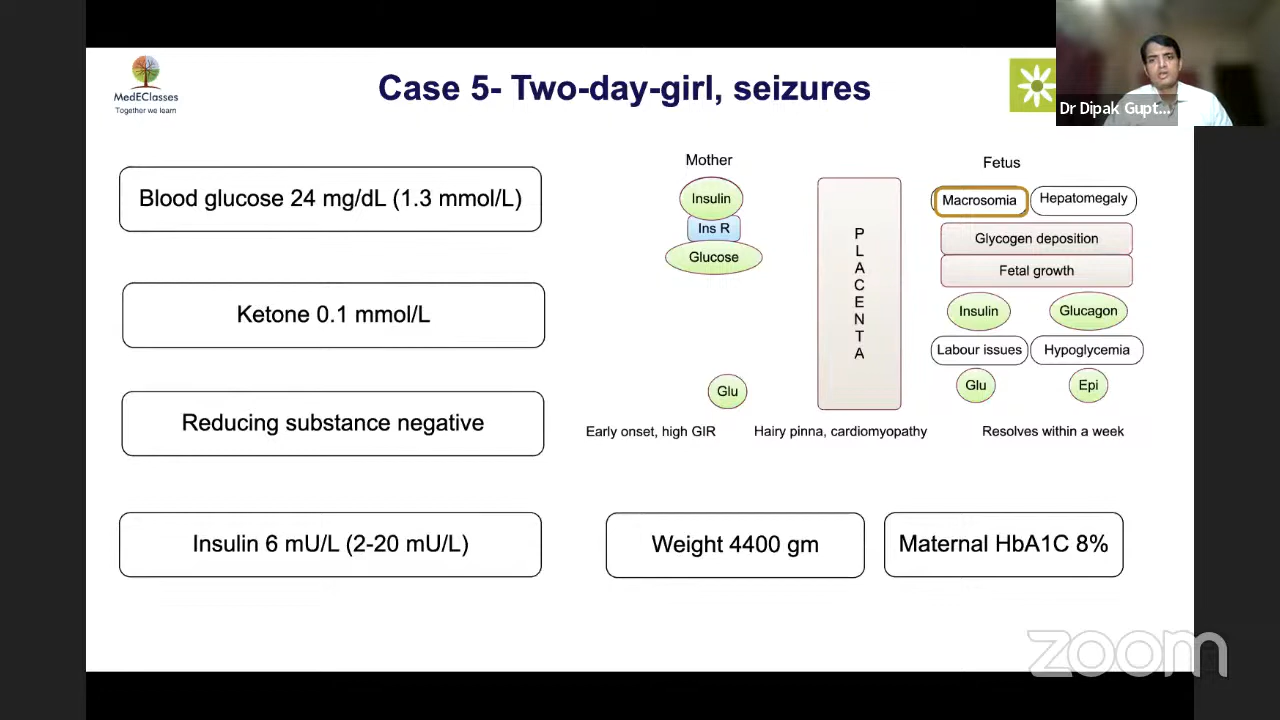 MedEClasses
Together we learn
Case 5- Two-day-girl, seizures
Dr Dipak Gupt...
Blood glucose 24 mg/dL (1.3 mmol/L)
Ketone 0.1 mmol/L
Reducing substance negative
Insulin 6 mU/L (2-20 mU/L)
Mother
Insulin
Ins R
Glucose
Glu
PLACENTA
Fetus
Macrosomia
Hepatomegaly
Glycogen deposition
Fetal growth
Insulin
Glucagon
Labour issues
Hypoglycemia
Glu
Epi
Early onset, high GIR
Hairy pinna, cardiomyopathy
Resolves within a week
Weight 4400 gm
Maternal HbA1C 8%
zoom